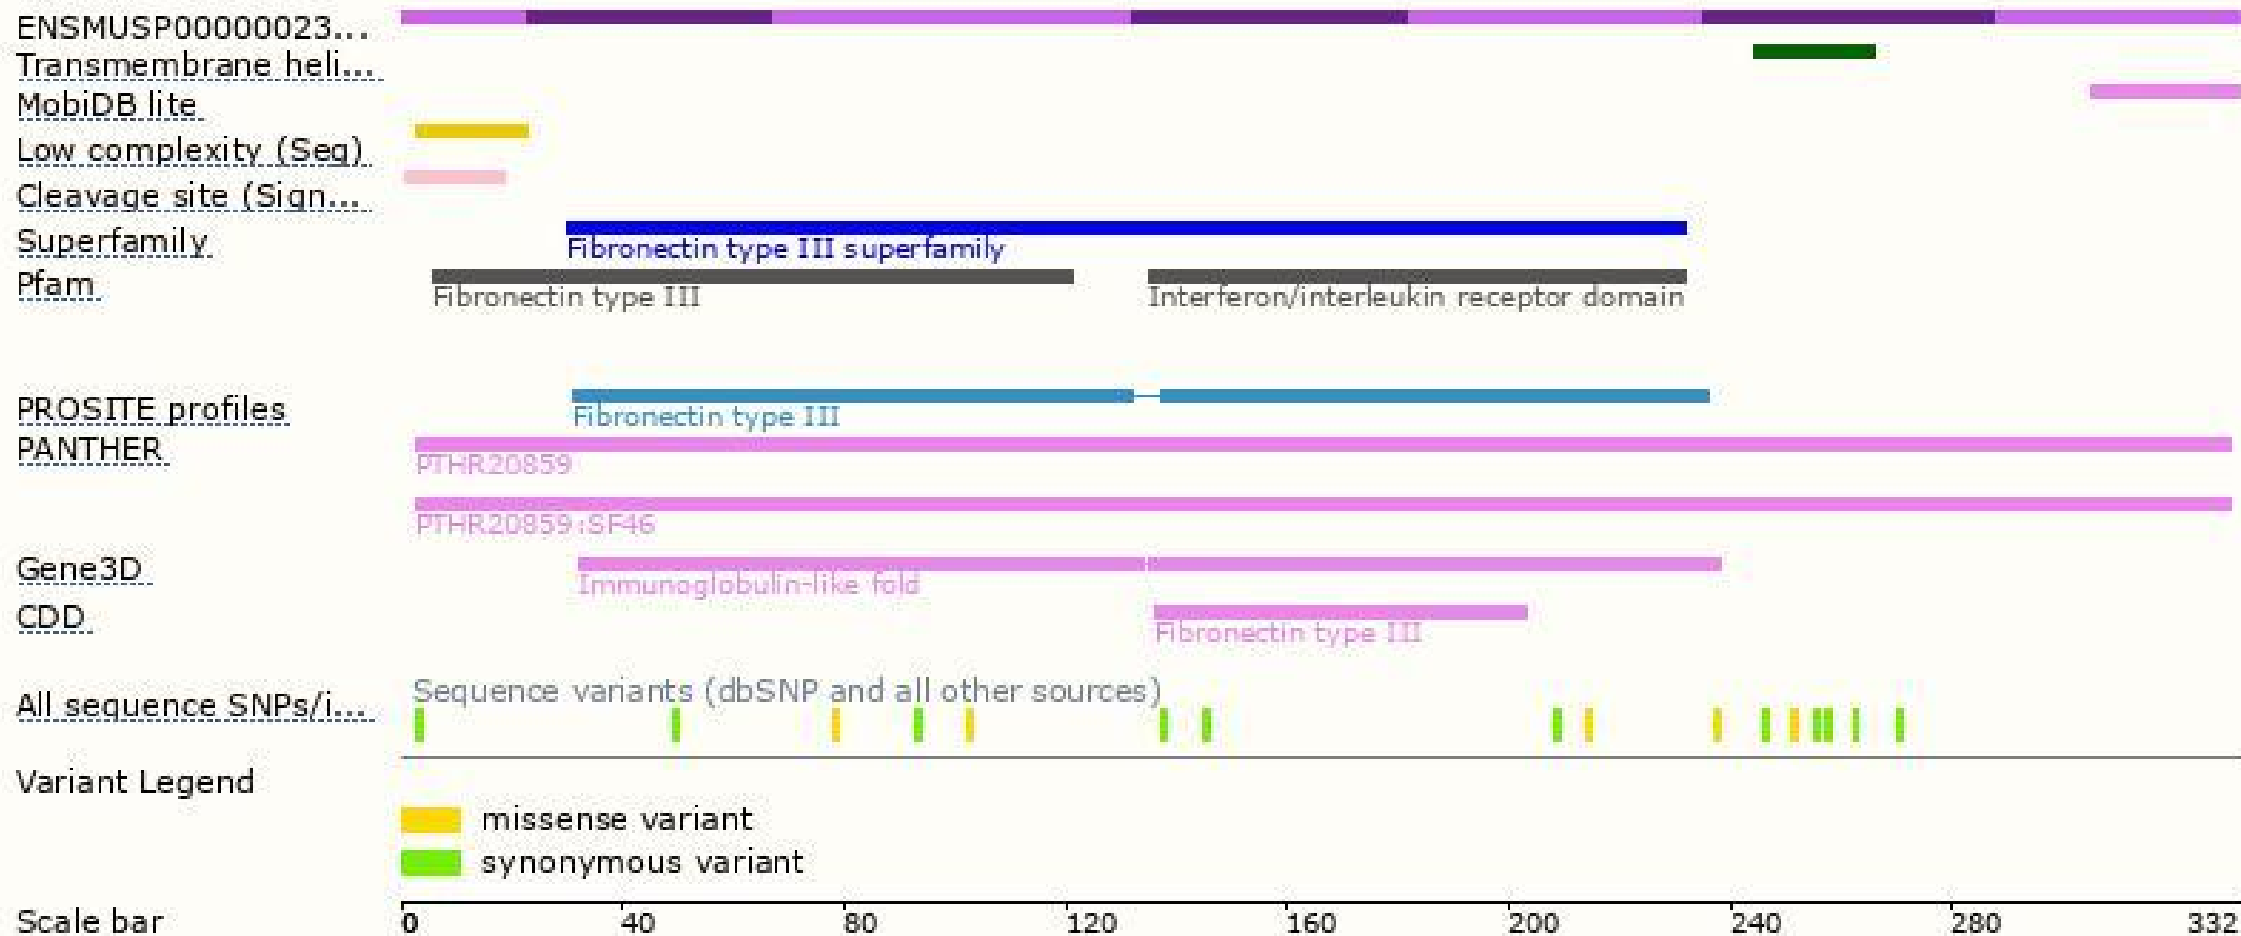 ENSMUSP00000023...
Transmembrane heli...
MobiDB lite
Low complexity (Seg)
Cleavage site (Sign...
Superfamily
Fibronectin type III superfamily
Pfam
Fibronectin type III
Interferon/interleukin receptor domain
PROSITE profiles
Fibronectin type III
PANTHER
PTHR20859
PTHR20859:SF46
Gene3D
Immunoglobulin-like fold
CDD
Fibronectin type III
Sequence variants (dbSNP and all other sources)
All sequence SNPs/i...
Variant Legend
missense variant
synonymous variant
Scale bar 0 40 80 120 160 200 240 280 332